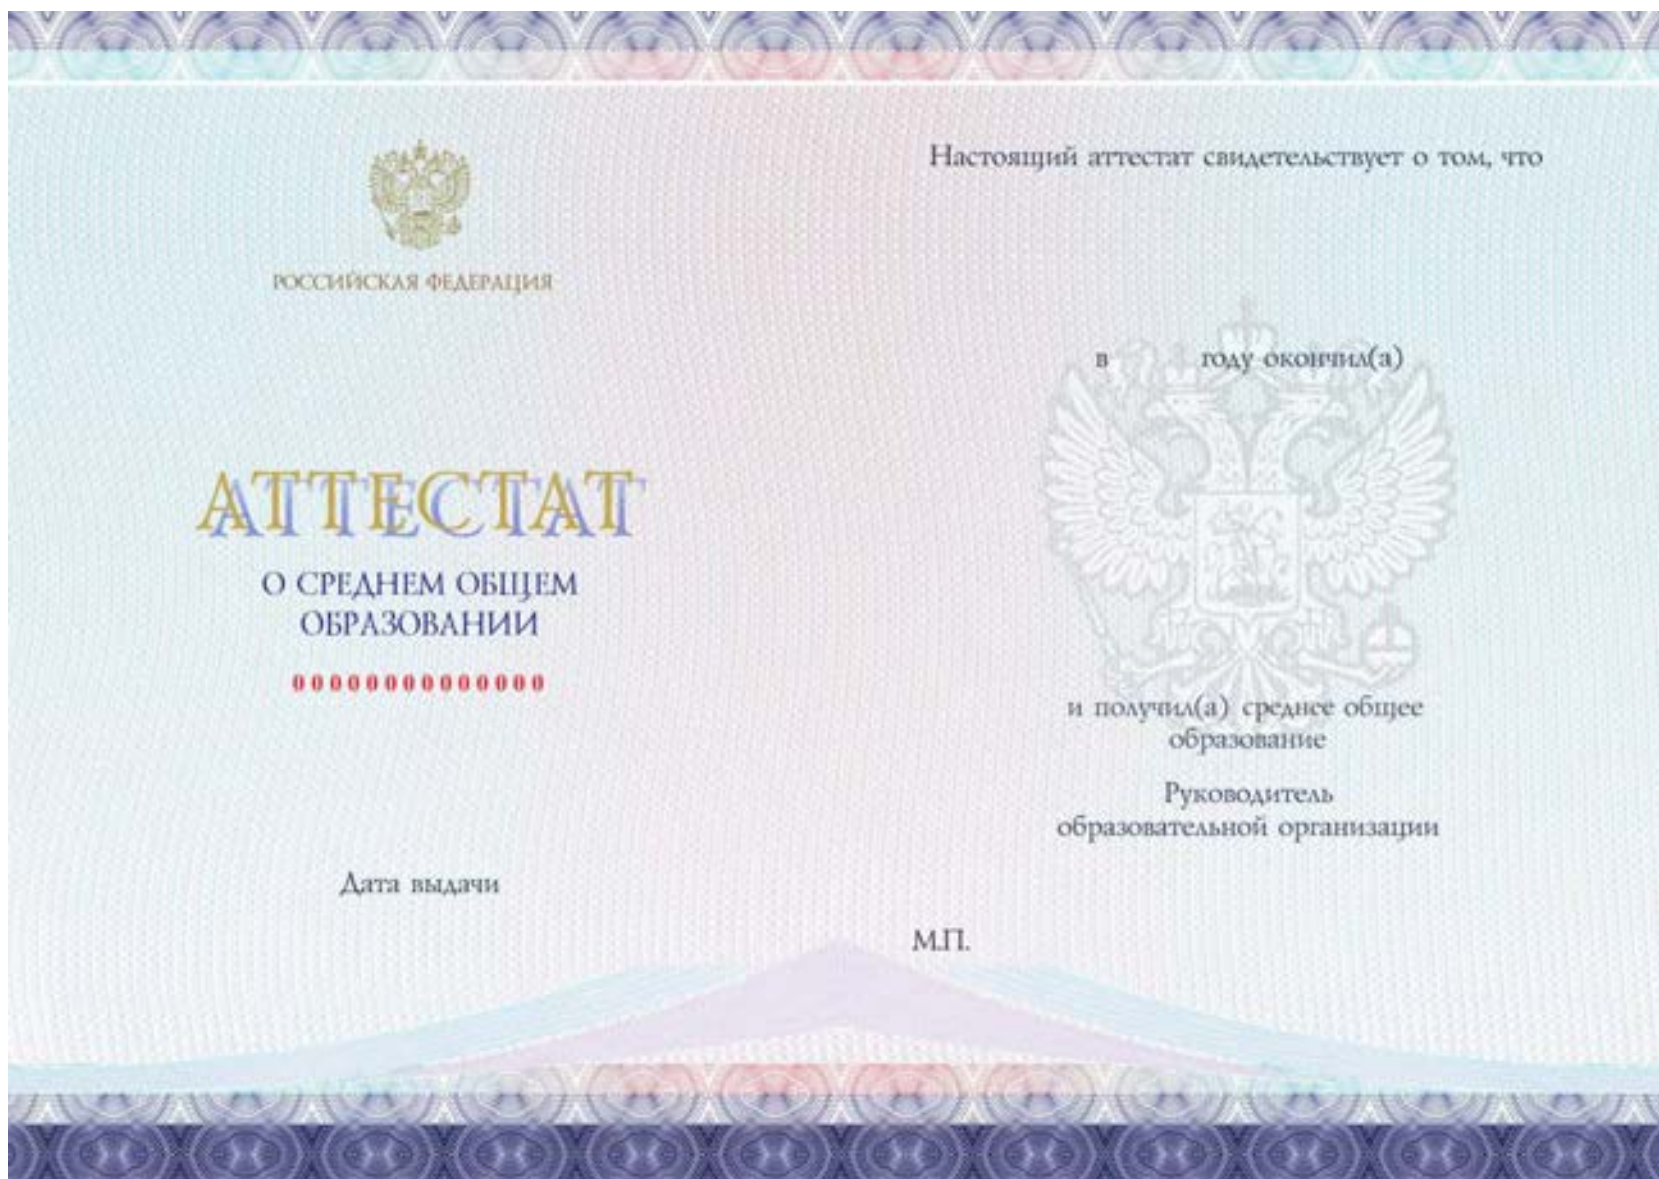 РОССИЙСКАЯ ФЕДЕРАЦИЯ
АТТЕСТАТ
О СРЕДНЕМ ОБЩЕМ
ОБРАЗОВАНИИ
00000000000000
Дата выдачи
Настоящий аттестат свидетельствует о том, что
в году окончил(а)
и получил(а) среднее общее
образование
Руководитель
образовательной организации
М.П.